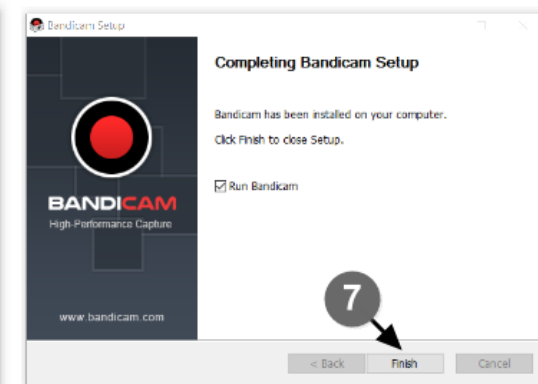 Bandicam Setup
Completing Bandicam Setup
Bandicam has been installed on your computer.
Click Finish to close Setup.
Run Bandicam
BANDICAM
High-Performance Capture
www.bandicam.com
7
< Back
Finish
Cancel